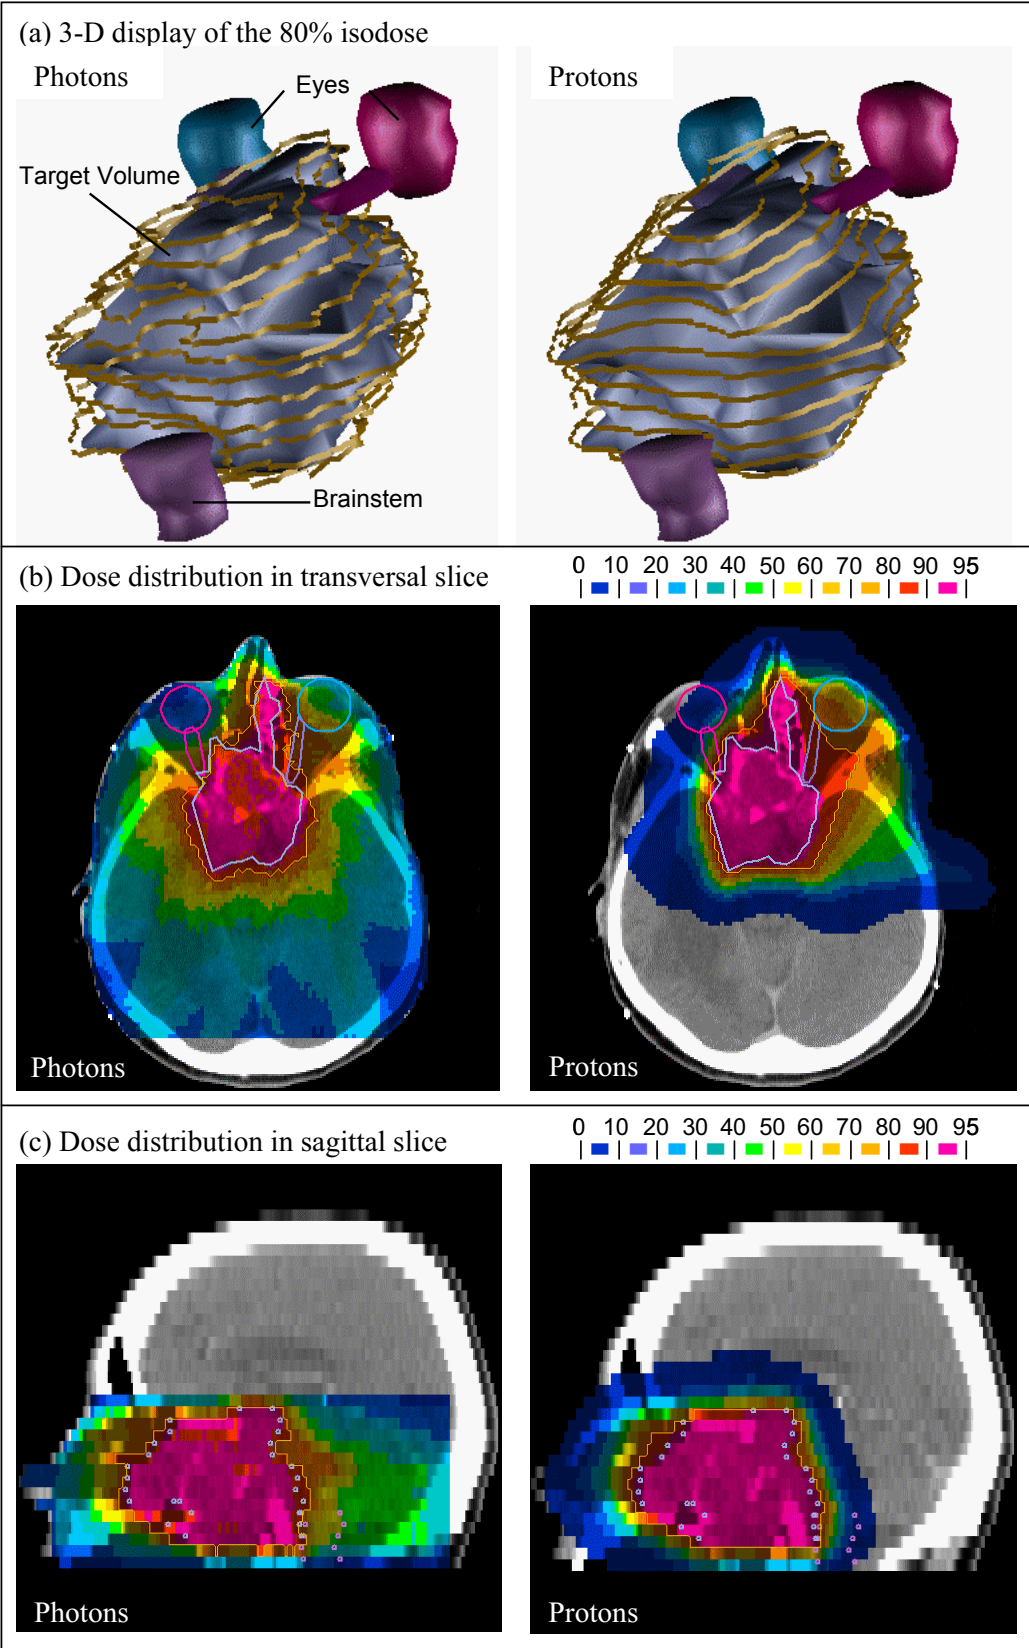 (a) 3-D display of the 80% isodose
Photons
Protons
Eyes
Target Volume
Brainstem
(b) Dose distribution in transversal slice
0 10 20 30 40 50 60 70 80 90 95
Photons
Protons
(c) Dose distribution in sagittal slice
0 10 20 30 40 50 60 70 80 90 95
Photons
Protons